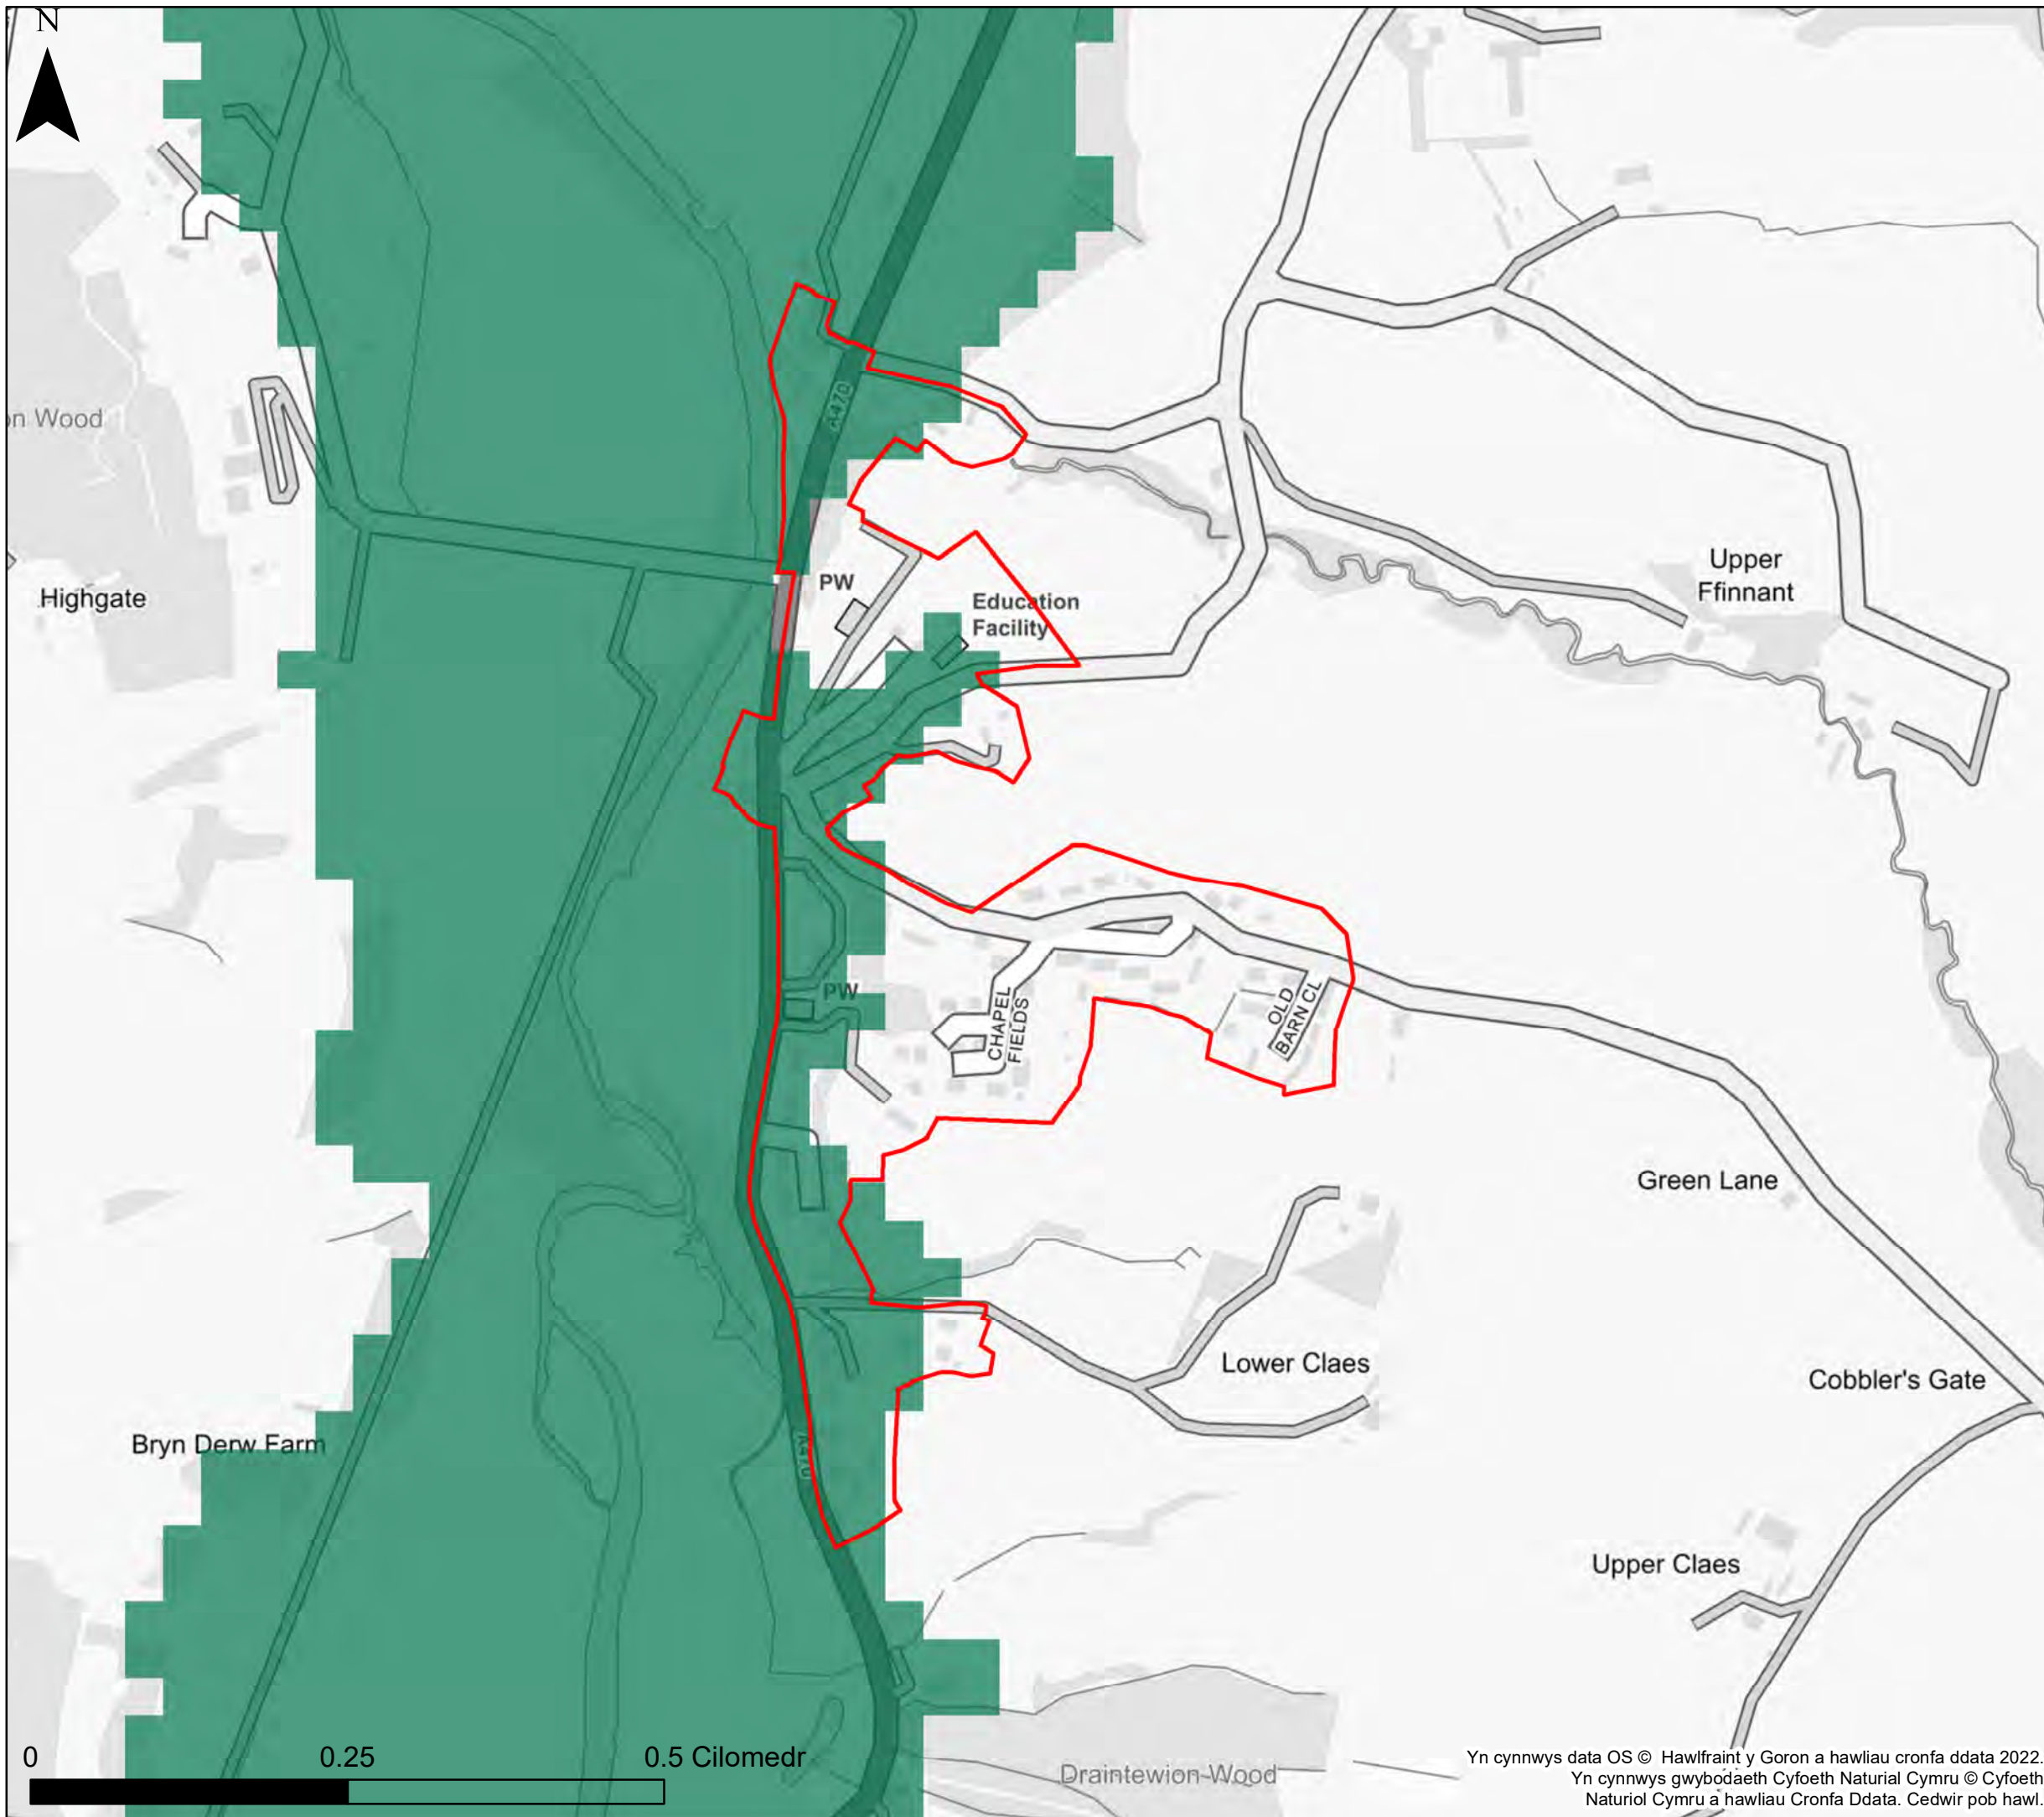 N
A470
on Wood
Highgate
PW
Education
Facility
Upper
Ffinnant
PW
CHAPEL
FIELDS
OLD
BARN CL
Green Lane
Lower Claes
Cobbler's Gate
Bryn Derw Farm
A470
Upper Claes
Draintewion Wood
0 0.25 0.5 Cilomedr
Yn cynnwys data OS © Hawlfraint y Goron a hawliau cronfa ddata 2022.
Yn cynnwys gwybodaeth Cyfoeth Naturial Cymru © Cyfoeth
Naturiol Cymru a hawliau Cronfa Ddata. Cedwir pob hawl.